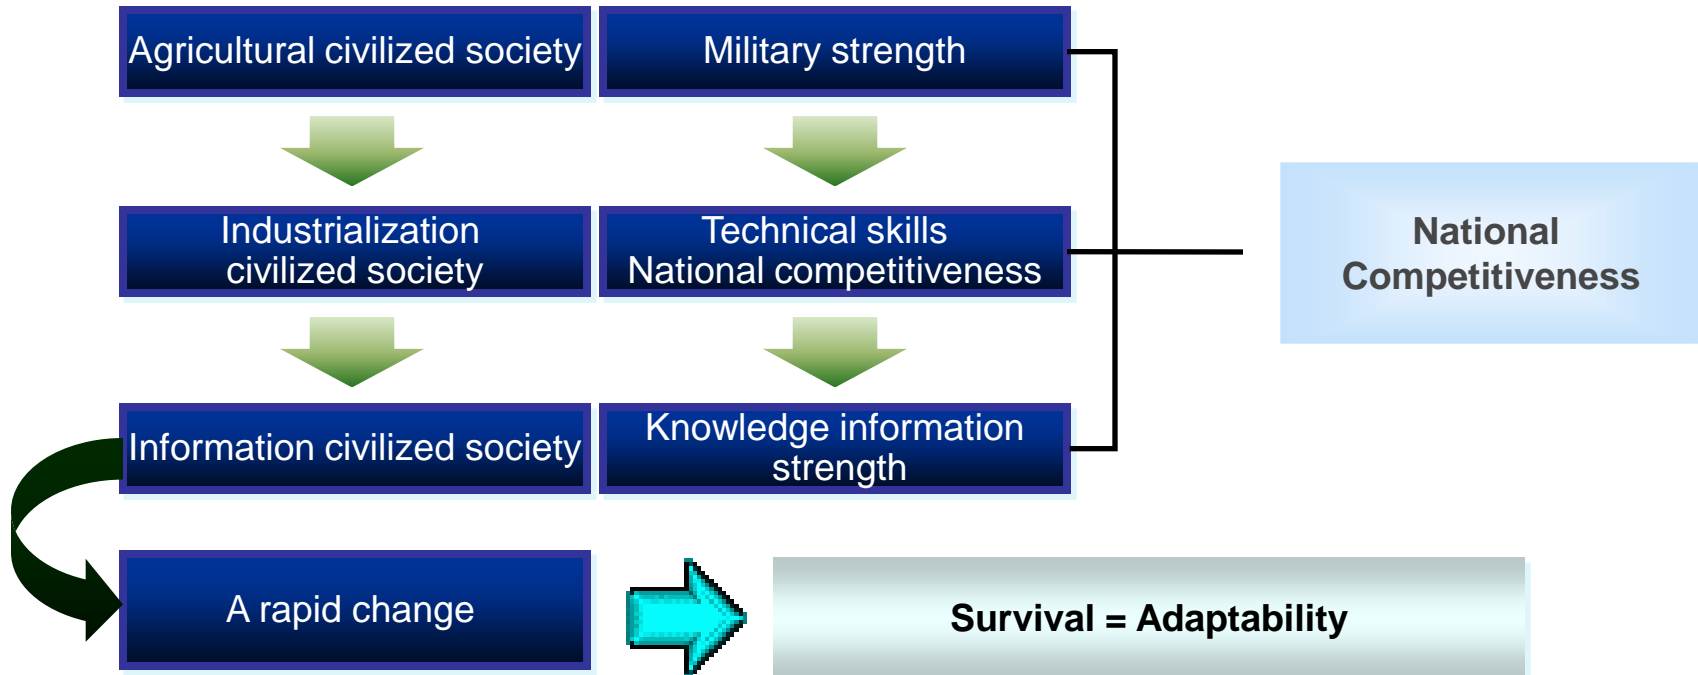 Agricultural civilized society
Military strength
Industrialization
civilized society
Technical skills
National competitiveness
National
Competitiveness
Information civilized society
Knowledge information
strength
A rapid change
Survival = Adaptability